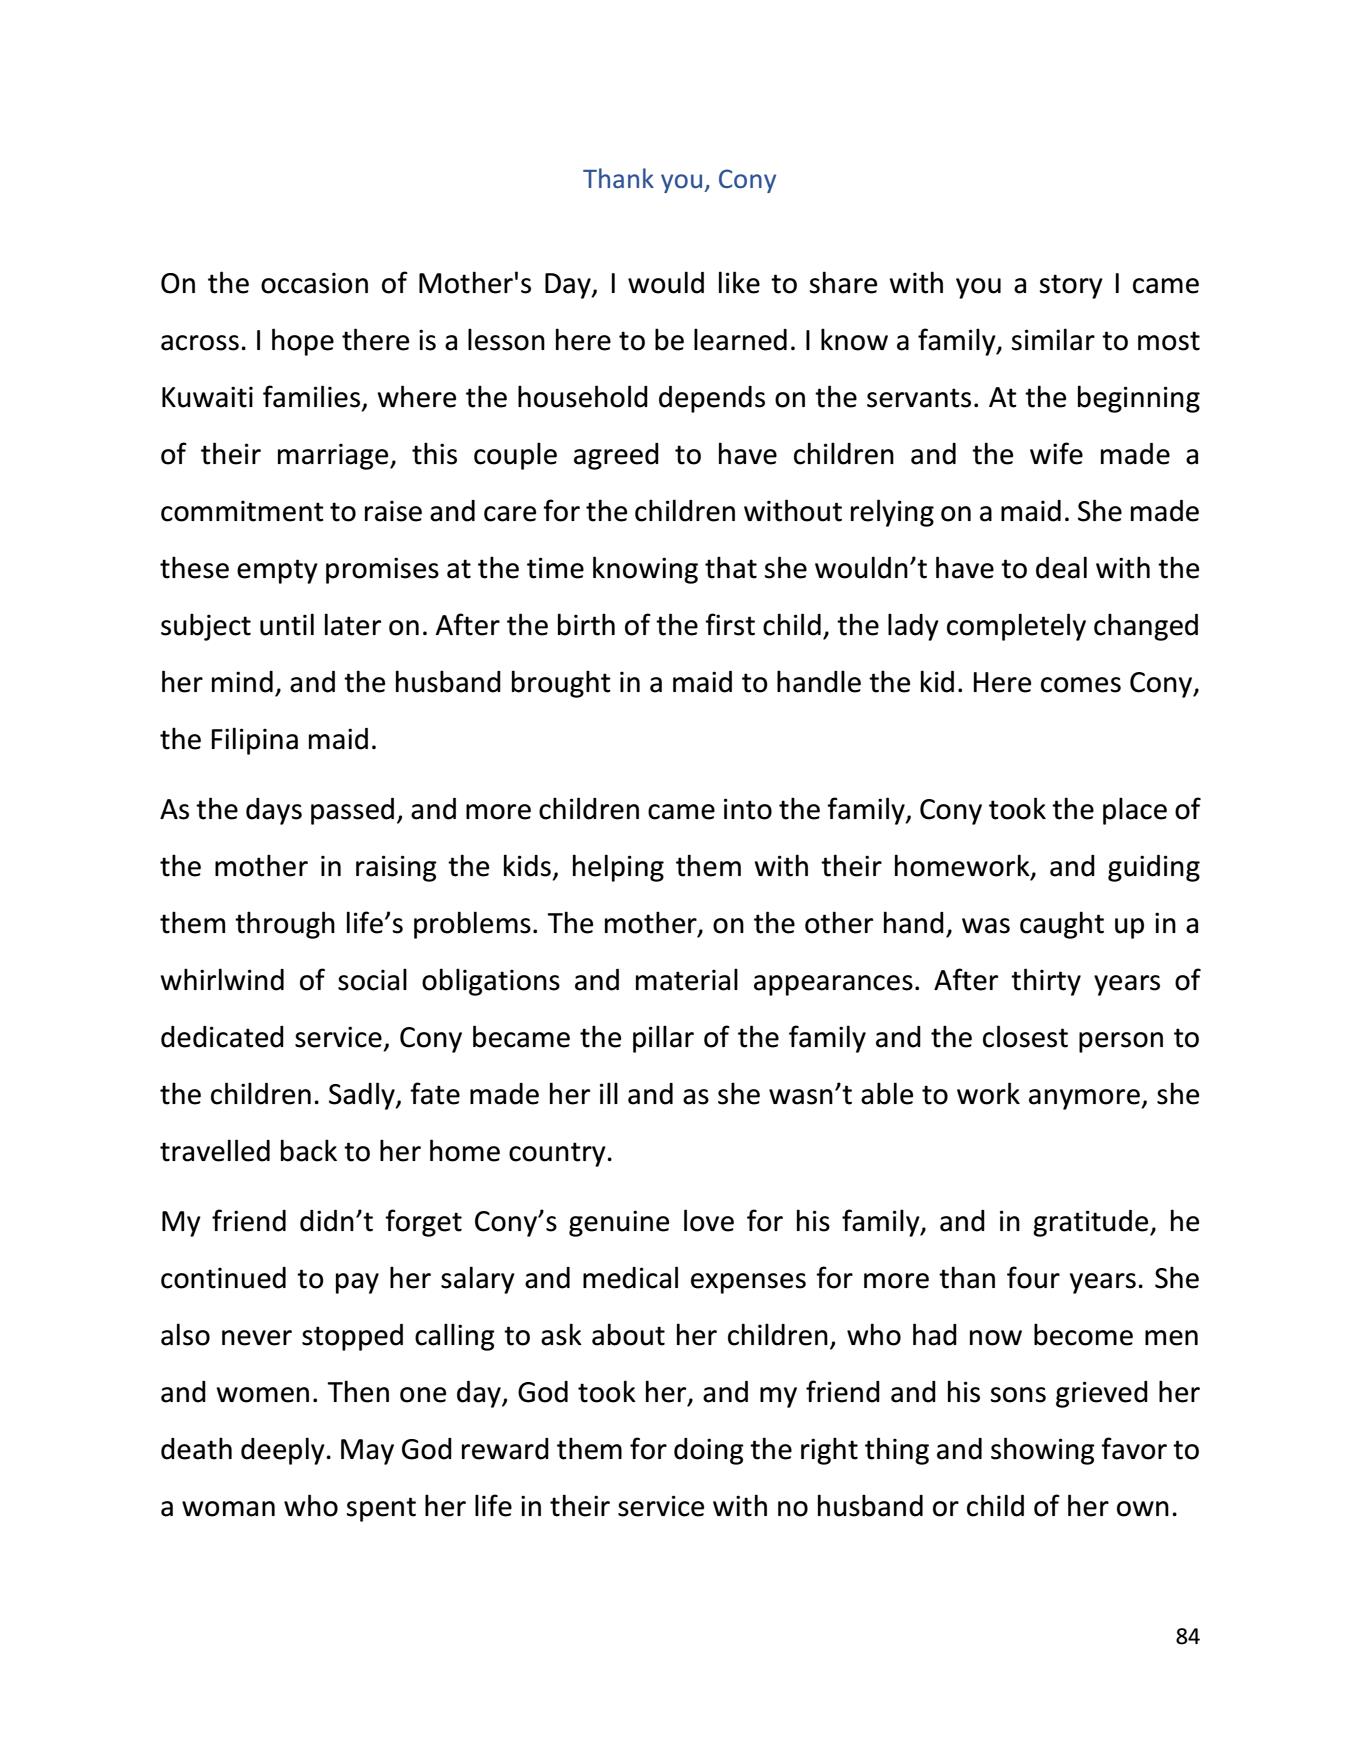 Thank you, Cony
On the occasion of Mother's Day, I would like to share with you a story I came
across. I hope there is a lesson here to be learned. I know a family, similar to most
Kuwaiti families, where the household depends on the servants. At the beginning
of their marriage, this couple agreed to have children and the wife made a
commitment to raise and care for the children without relying on a maid. She made
these empty promises at the time knowing that she wouldn’t have to deal with the
subject until later on. After the birth of the first child, the lady completely changed
her mind, and the husband brought in a maid to handle the kid. Here comes Cony,
the Filipina maid.
As the days passed, and more children came into the family, Cony took the place of
the mother in raising the kids, helping them with their homework, and guiding
them through life’s problems. The mother, on the other hand, was caught up in a
whirlwind of social obligations and material appearances. After thirty years of
dedicated service, Cony became the pillar of the family and the closest person to
the children. Sadly, fate made her ill and as she wasn’t able to work anymore, she
travelled back to her home country.
My friend didn’t forget Cony’s genuine love for his family, and in gratitude, he
continued to pay her salary and medical expenses for more than four years. She
also never stopped calling to ask about her children, who had now become men
and women. Then one day, God took her, and my friend and his sons grieved her
death deeply. May God reward them for doing the right thing and showing favor to
a woman who spent her life in their service with no husband or child of her own.
84